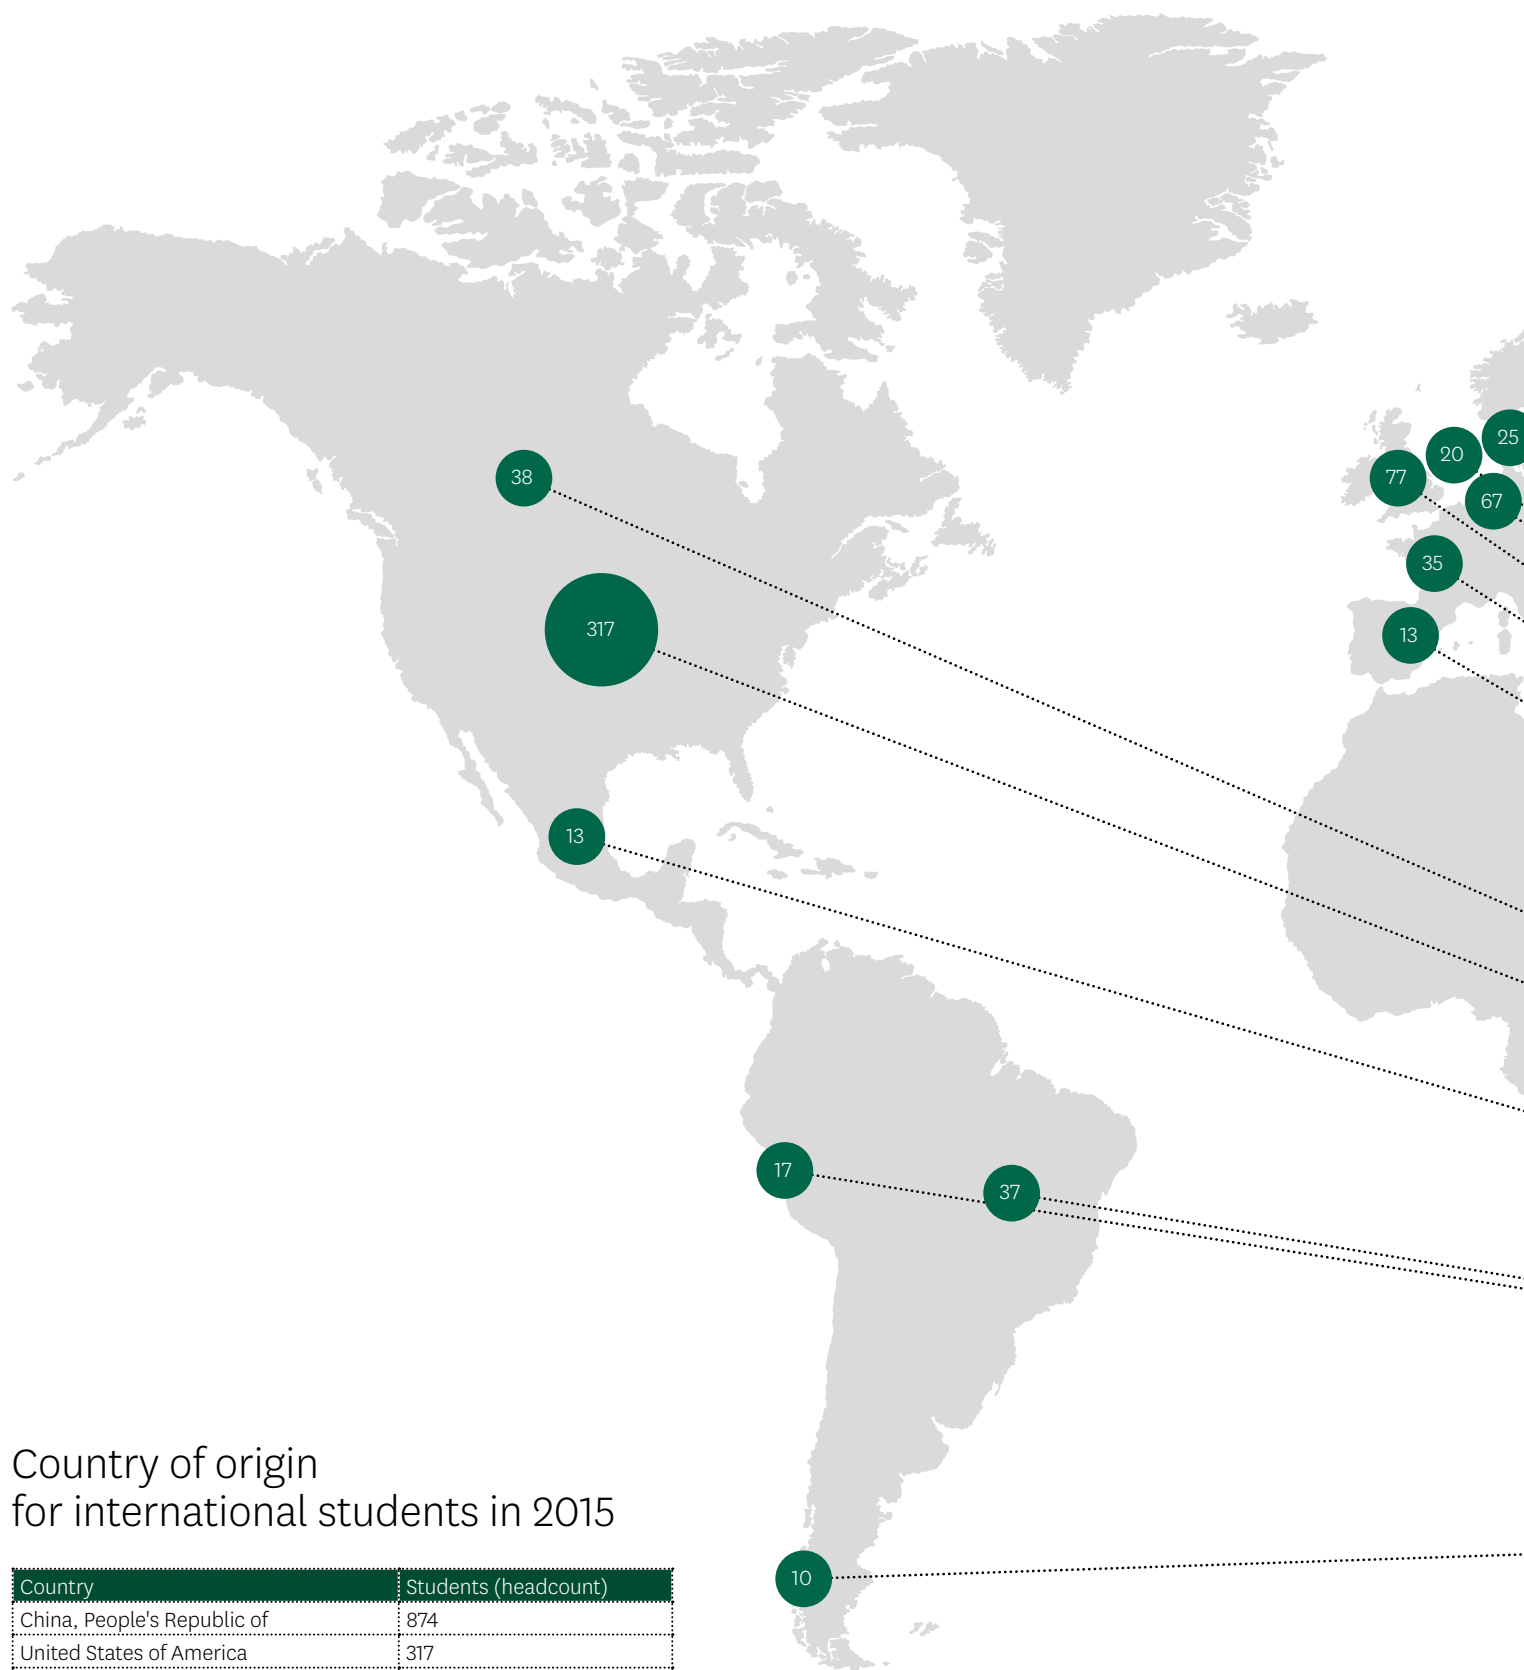 25
20
77
38
67
35
317
13
13
17
37
Country of origin
for international students in 2015
10
Country Students (headcount)
China, People's Republic of 874
United States of America 317